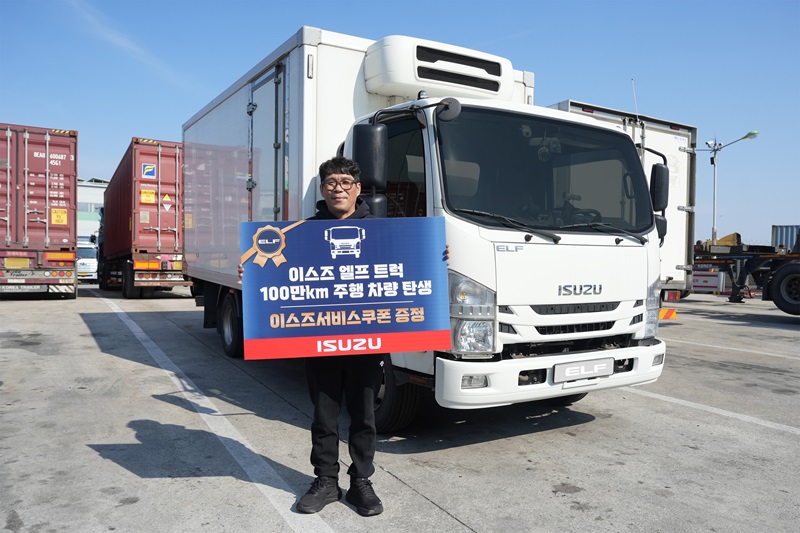 ELF
이스즈 엘프 트럭
100만km 주행 차량 탄생
이스즈서비스쿠폰 증정
ISUZU
ELF
ISUZU
ELF
45G1